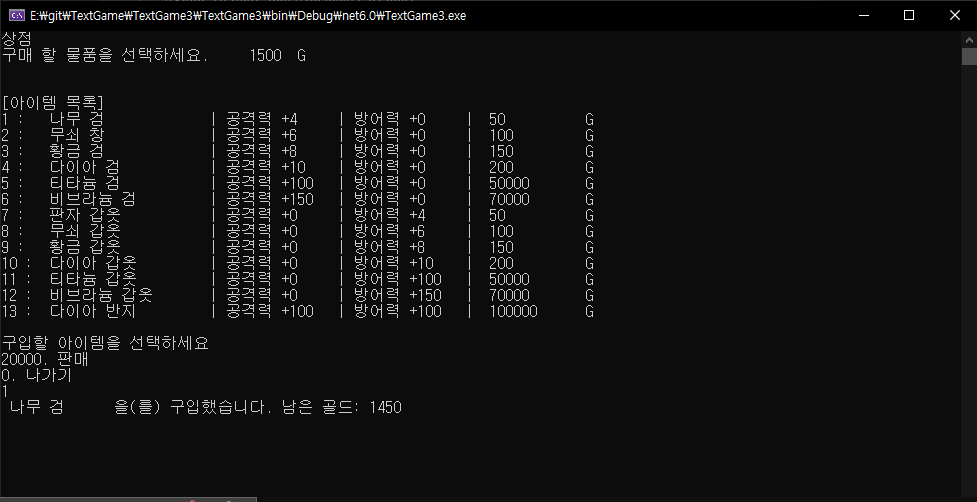 E:\git\TextGame\TextGame3\TextGame3\bin\Debug\net6.0\TextGame3.exe
상점
구매 할 물품을 선택하세요. 1500 G
[아이템 목록]
1 : 나무 검 | 공격력 +4 | 방어력 +0 | 50 G
2 : 무쇠 창 | 공격력 +6 | 방어력 +0 | 100 G
3 : 황금 검 | 공격력 +8 | 방어력 +0 | 150 G
4 : 다이아 검 | 공격력 +10 | 방어력 +0 | 200 G
5 : 티타늄 검 | 공격력 +100 | 방어력 +0 | 50000 G
6 : 비브라늄 검 | 공격력 +150 | 방어력 +0 | 70000 G
7 : 판자 갑옷 | 공격력 +0 | 방어력 +4 | 50 G
8 : 무쇠 갑옷 | 공격력 +0 | 방어력 +6 | 100 G
9 : 황금 갑옷 | 공격력 +0 | 방어력 +8 | 150 G
10 : 다이아 갑옷 | 공격력 +0 | 방어력 +10 | 200 G
11 : 티타늄 갑옷 | 공격력 +0 | 방어력 +100 | 50000 G
12 : 비브라늄 갑옷 | 공격력 +0 | 방어력 +150 | 70000 G
13 : 다이아 반지 | 공격력 +100 | 방어력 +100 | 100000 G
구입할 아이템을 선택하세요
20000. 판매
0. 나가기
1
나무 검 을(를) 구입했습니다. 남은 골드: 1450